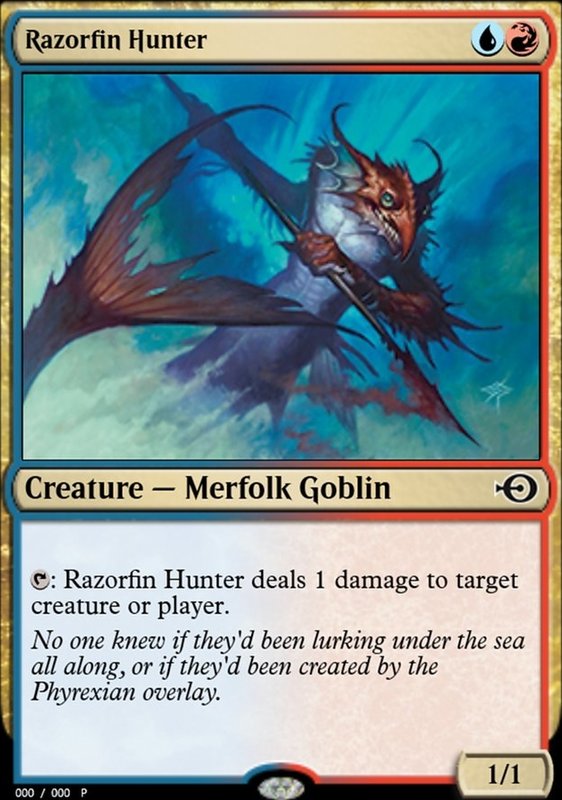 Razorfin Hunter
Creature — Merfolk Goblin
: Razorfin Hunter deals 1 damage to target
creature or player.
No one knew if they'd been lurking under the sea
all along, or if they'd been created by the
Phyrexian overlay.
1/1
000 / 000 P